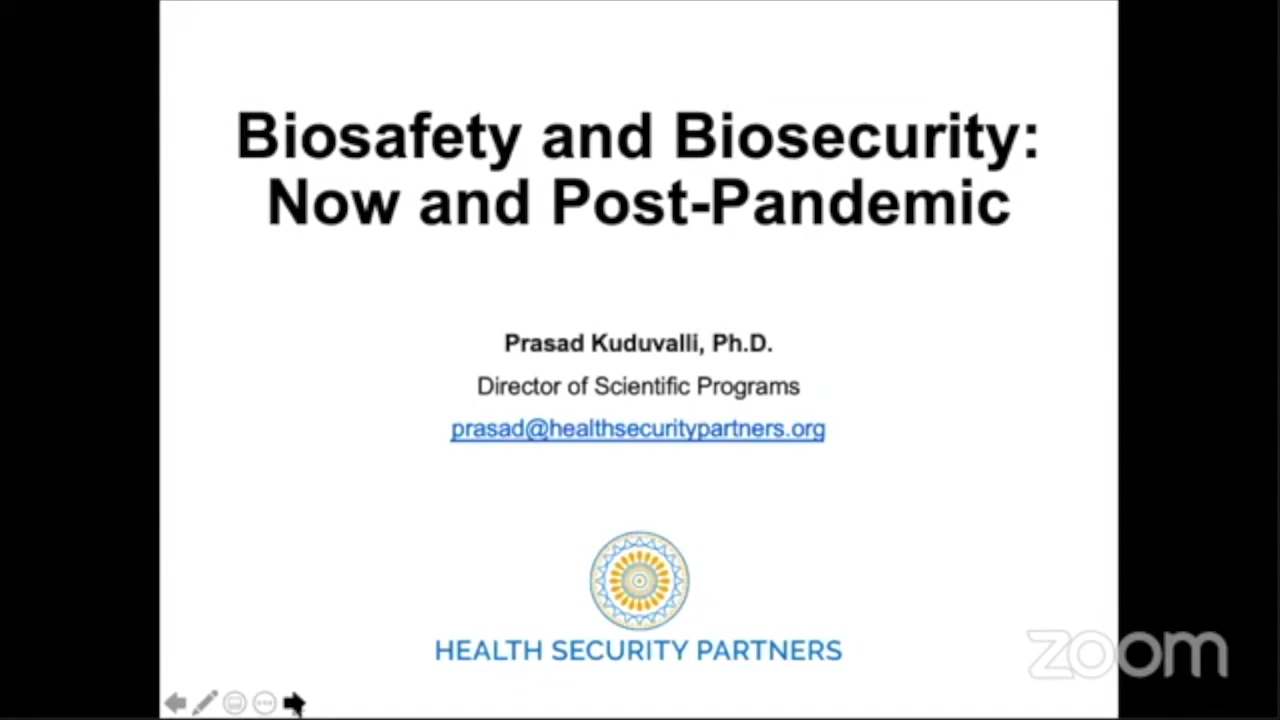 Biosafety and Biosecurity:
Now and Post-Pandemic
Prasad Kuduvalli, Ph.D.
Director of Scientific Programs
prasad@healthsecuritypartners.org
HEALTH SECURITY PARTNERS
zoom